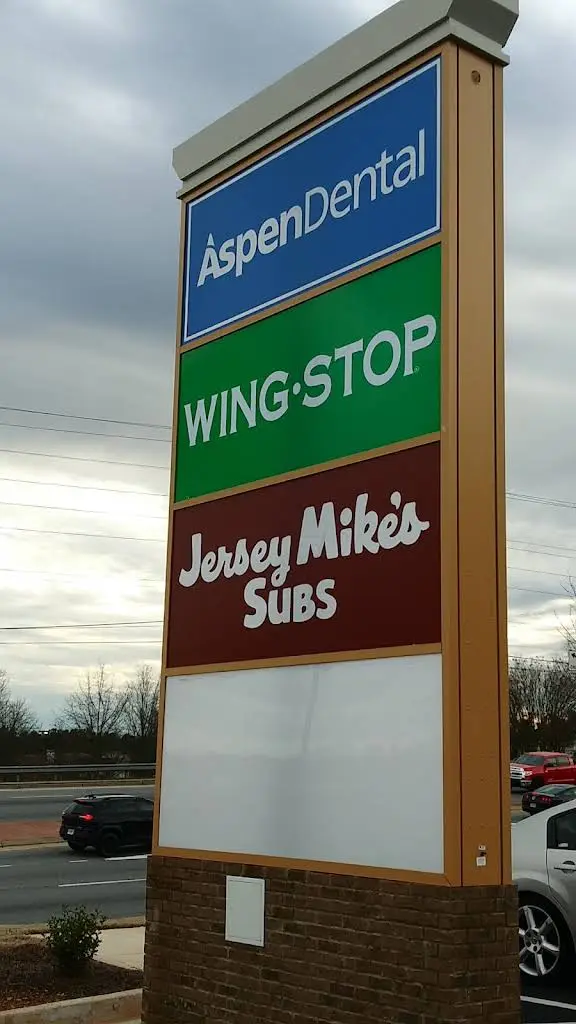 AspenDental
WING·STOP
Jersey Mike's
SUBS